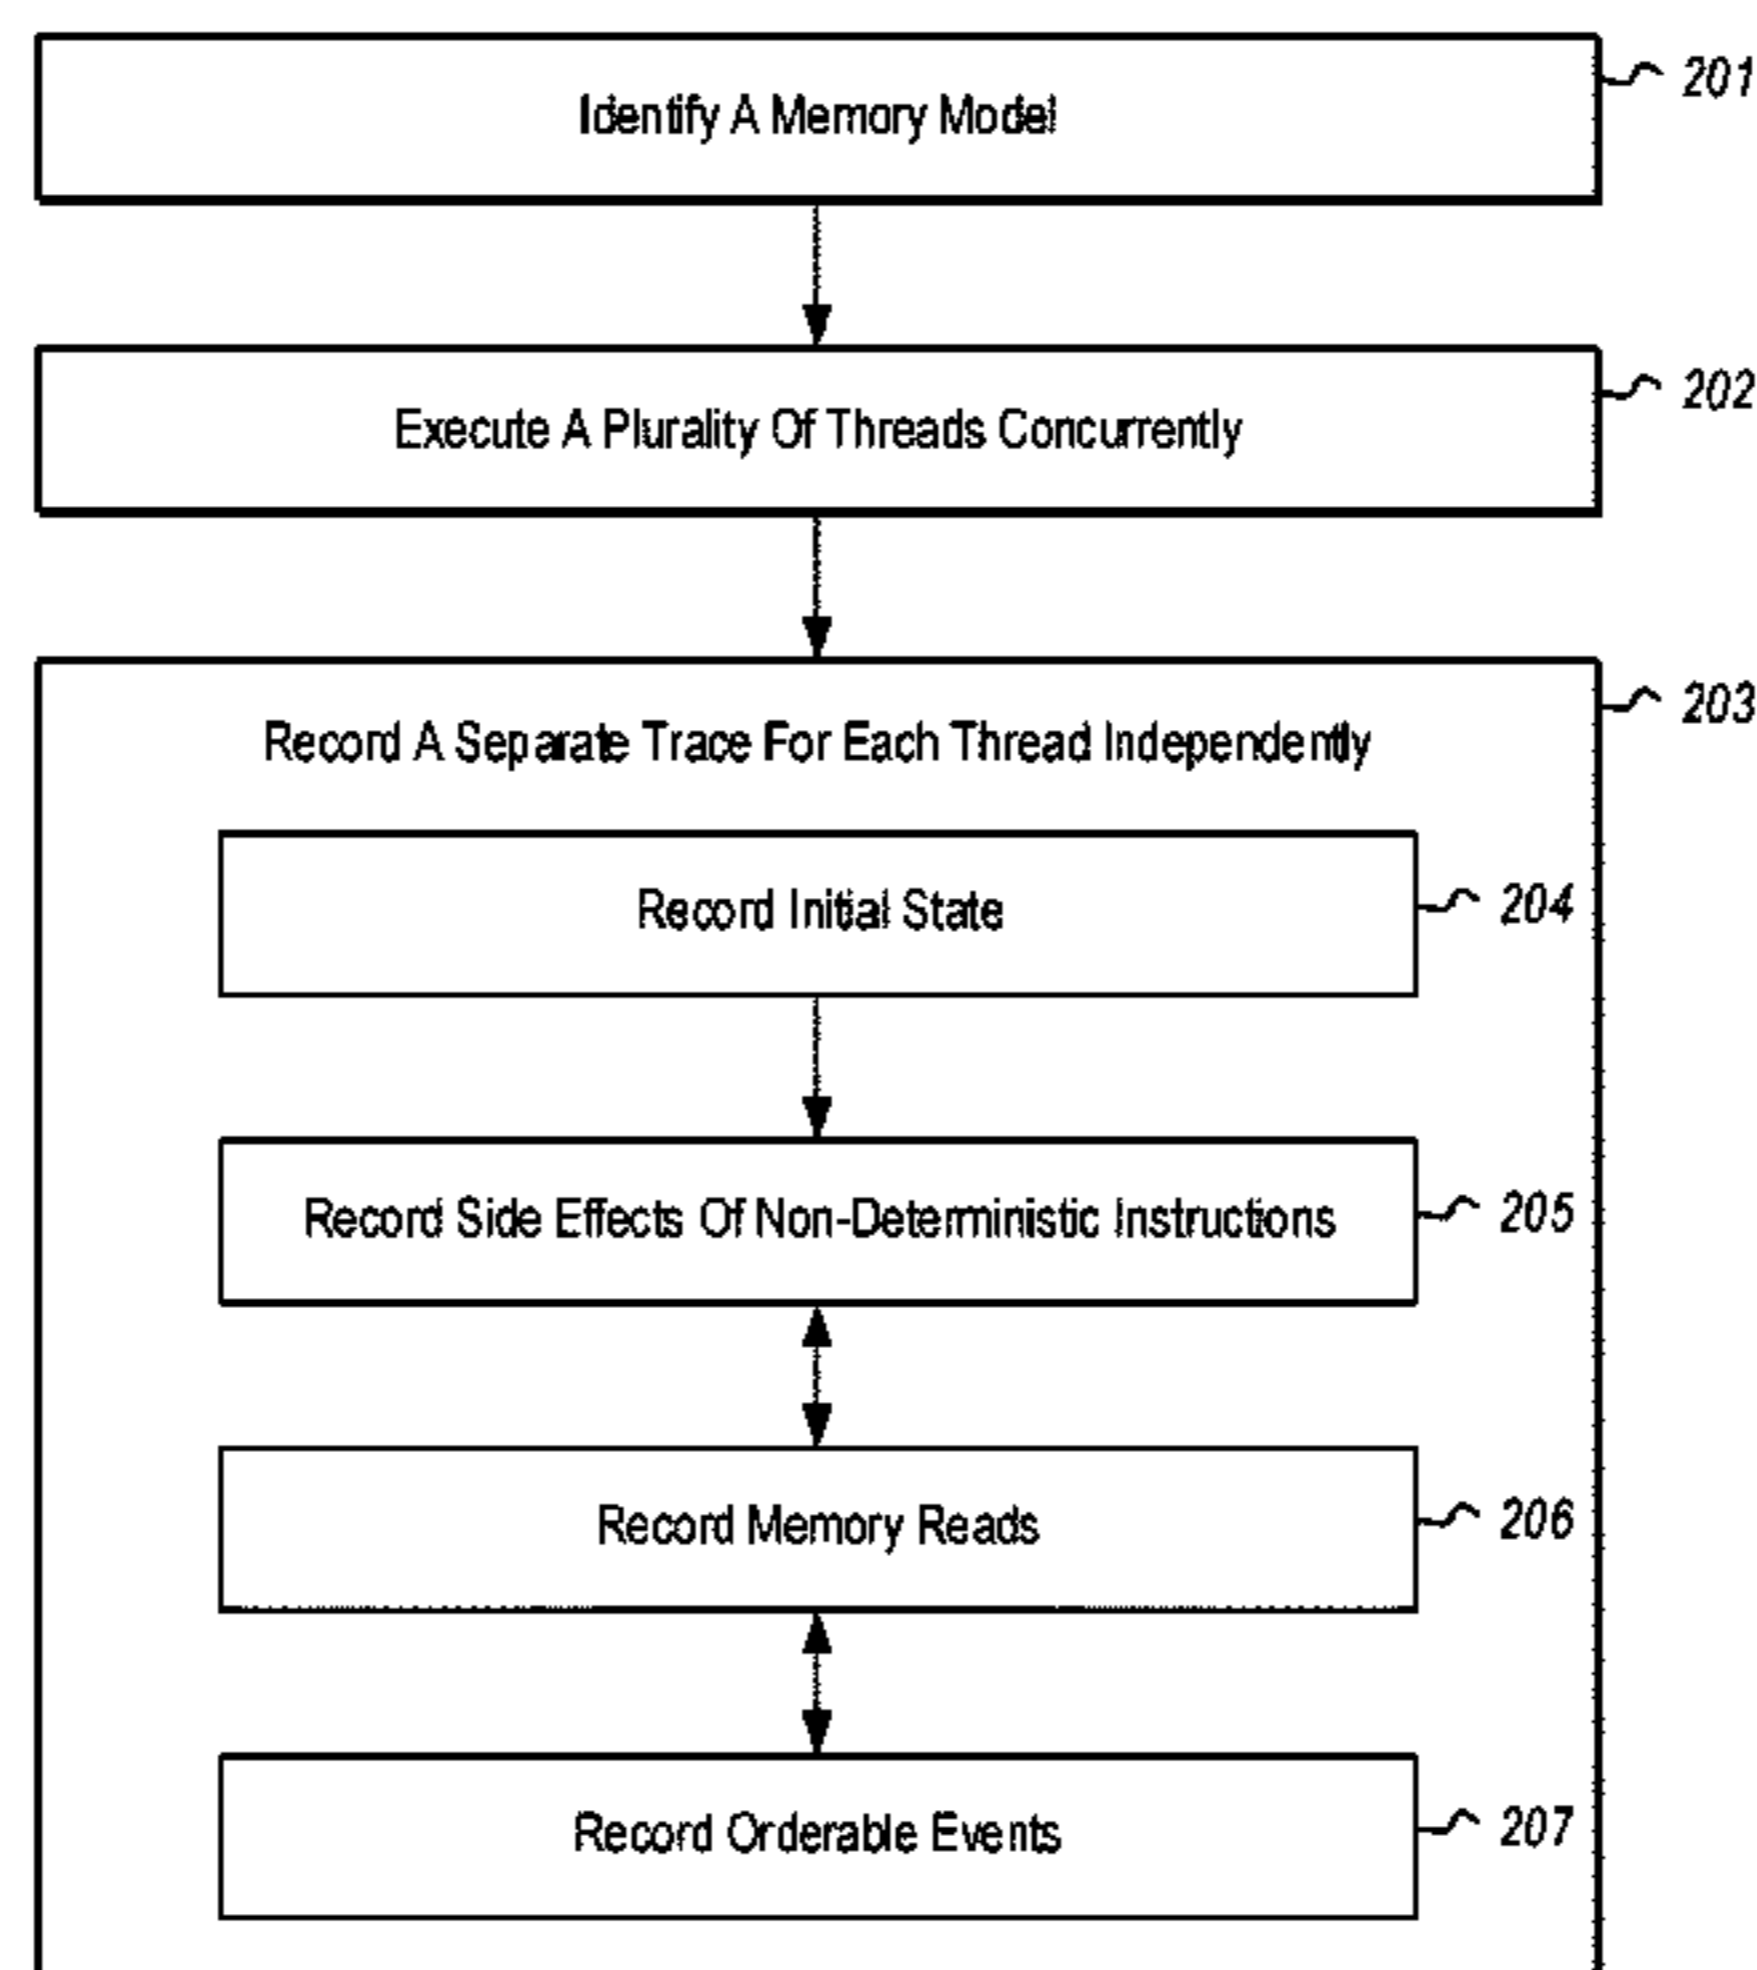 Identify A Memory Model
201
Execute A Plurality Of Threads Concurrently
202
Record A Separate Trace For Each Thread Independently
203
Record Initial State
204
Record Side Effects Of Non-Deterministic Instructions
205
Record Memory Reads
206
Record Orderable Events
207